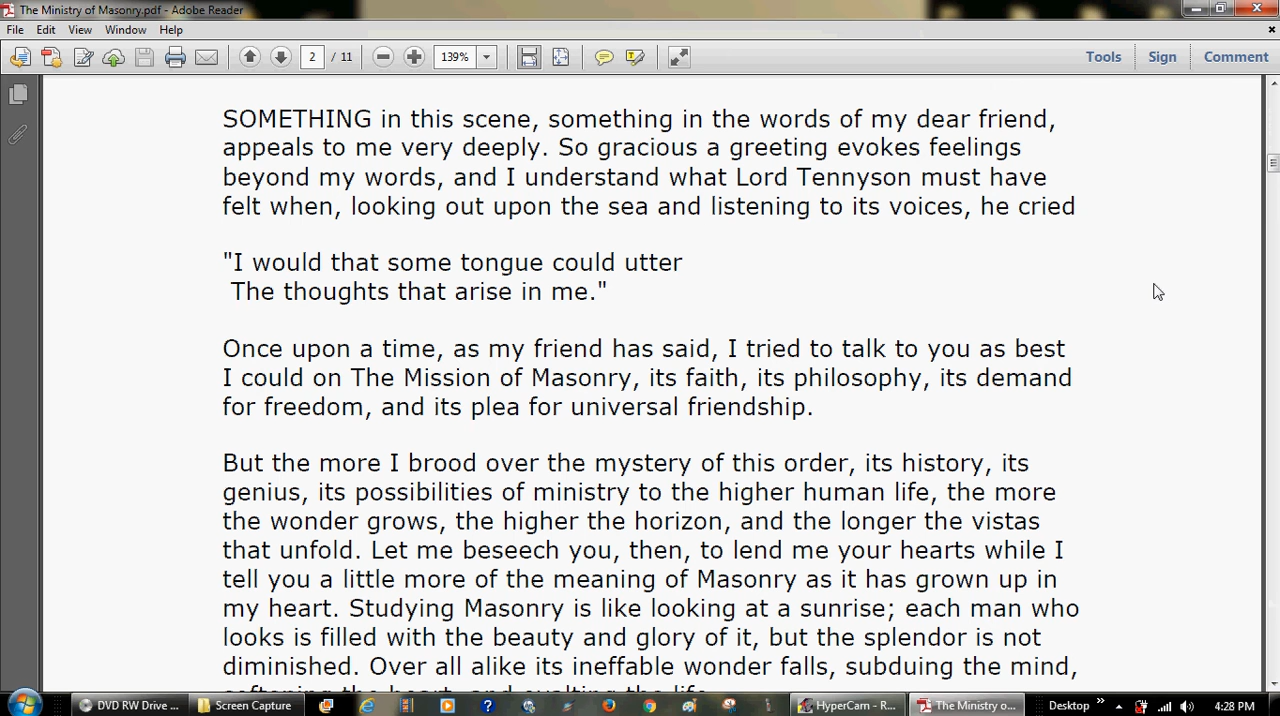 The Ministry of Masonry.pdf - Adobe Reader
File Edit View Window Help
2 / 11 139% Tools Sign Comment
SOMETHING in this scene, something in the words of my dear friend,
appeals to me very deeply. So gracious a greeting evokes feelings
beyond my words, and I understand what Lord Tennyson must have
felt when, looking out upon the sea and listening to its voices, he cried
"I would that some tongue could utter
The thoughts that arise in me."
Once upon a time, as my friend has said, I tried to talk to you as best
I could on The Mission of Masonry, its faith, its philosophy, its demand
for freedom, and its plea for universal friendship.
But the more I brood over the mystery of this order, its history, its
genius, its possibilities of ministry to the higher human life, the more
the wonder grows, the higher the horizon, and the longer the vistas
that unfold. Let me beseech you, then, to lend me your hearts while I
tell you a little more of the meaning of Masonry as it has grown up in
my heart. Studying Masonry is like looking at a sunrise; each man who
looks is filled with the beauty and glory of it, but the splendor is not
diminished. Over all alike its ineffable wonder falls, subduing the mind,
softening the heart, and exalting the life.
DVD RW Drive ... Screen Capture HyperCam - R... The Ministry o... Desktop 4:28 PM